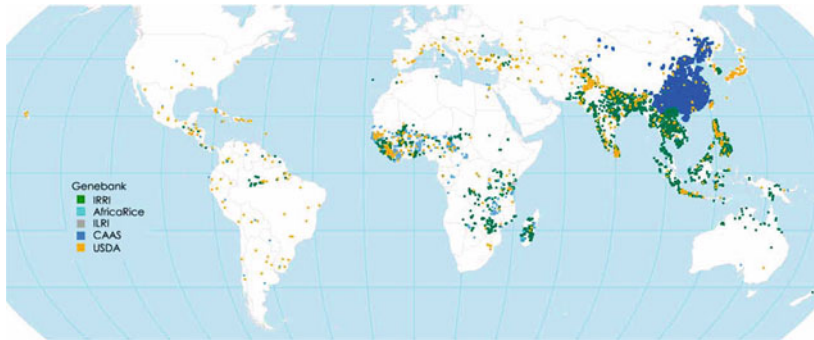 Genebank
IRRI
AfricaRice
ILRI
CAAS
USDA